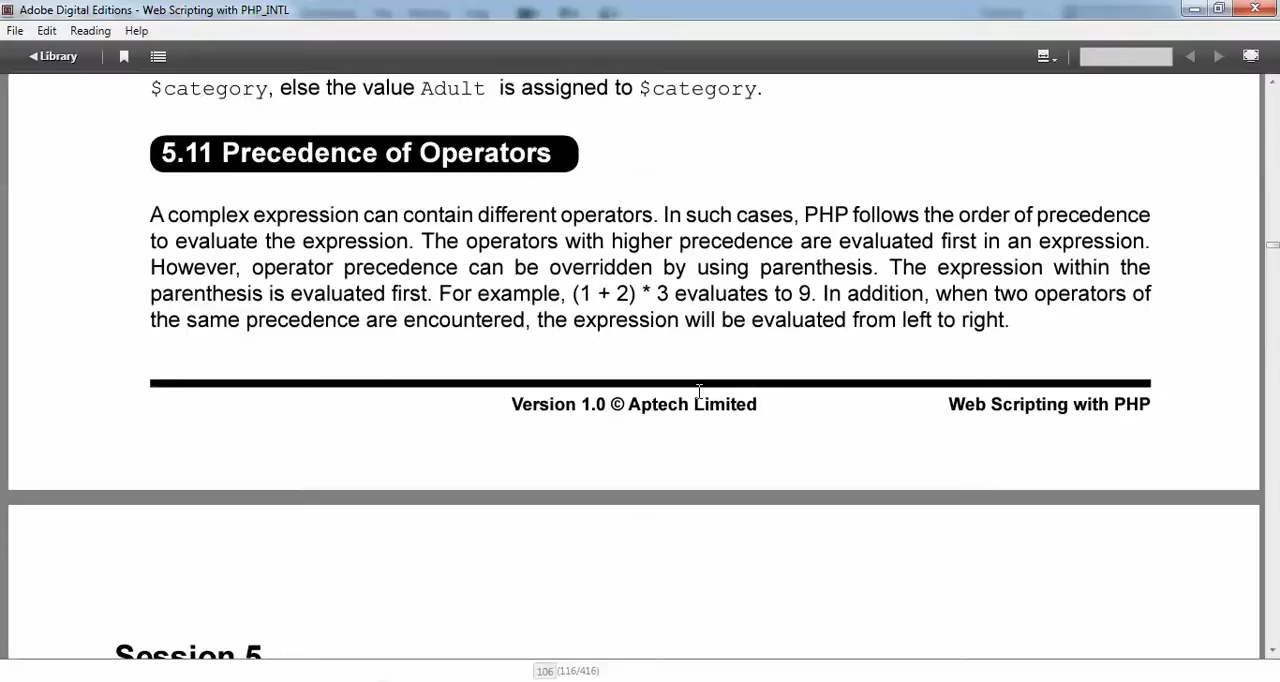 Adobe Digital Editions - Web Scripting with PHP_INTL
File Edit Reading Help
Library
$category, else the value Adult is assigned to $category.
5.11 Precedence of Operators
A complex expression can contain different operators. In such cases, PHP follows the order of precedence
to evaluate the expression. The operators with higher precedence are evaluated first in an expression.
However, operator precedence can be overridden by using parenthesis. The expression within the
parenthesis is evaluated first. For example, (1 + 2) * 3 evaluates to 9. In addition, when two operators of
the same precedence are encountered, the expression will be evaluated from left to right.
Version 1.0 © Aptech Limited Web Scripting with PHP
Session 5
106 (116/416)